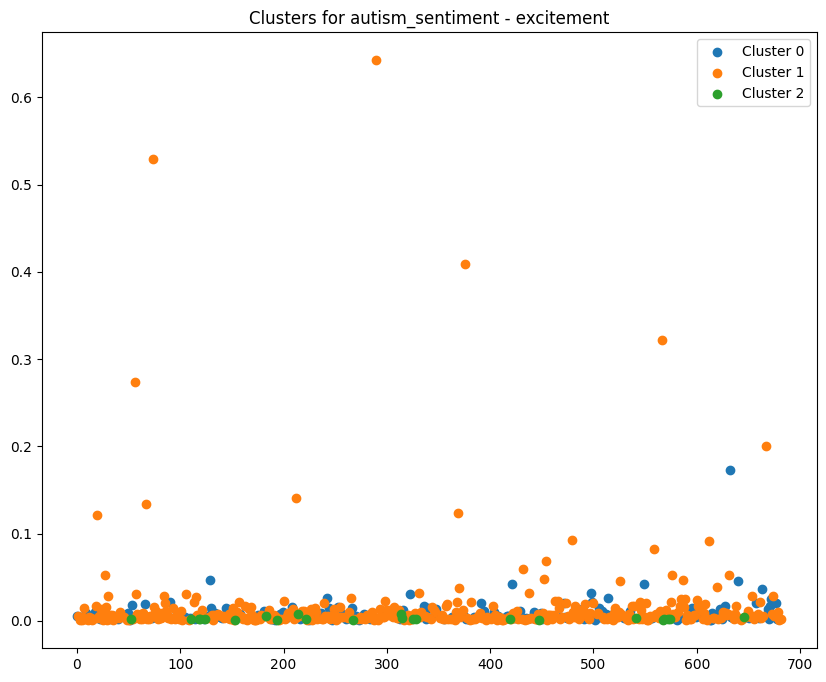 Clusters for autism_sentiment - excitement
Cluster 0
Cluster 1
Cluster 2
0.6
0.5
0.4
0.3
0.2
0.1
0.0
0 100 200 300 400 500 600 700